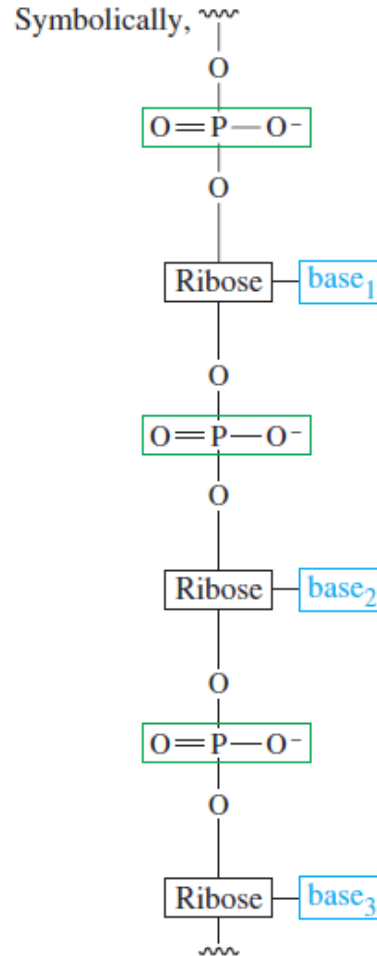 Symbolically,
O
O=P—O⁻
O
Ribose—base₁
O
O=P—O⁻
O
Ribose—base₂
O
O=P—O⁻
O
Ribose—base₃